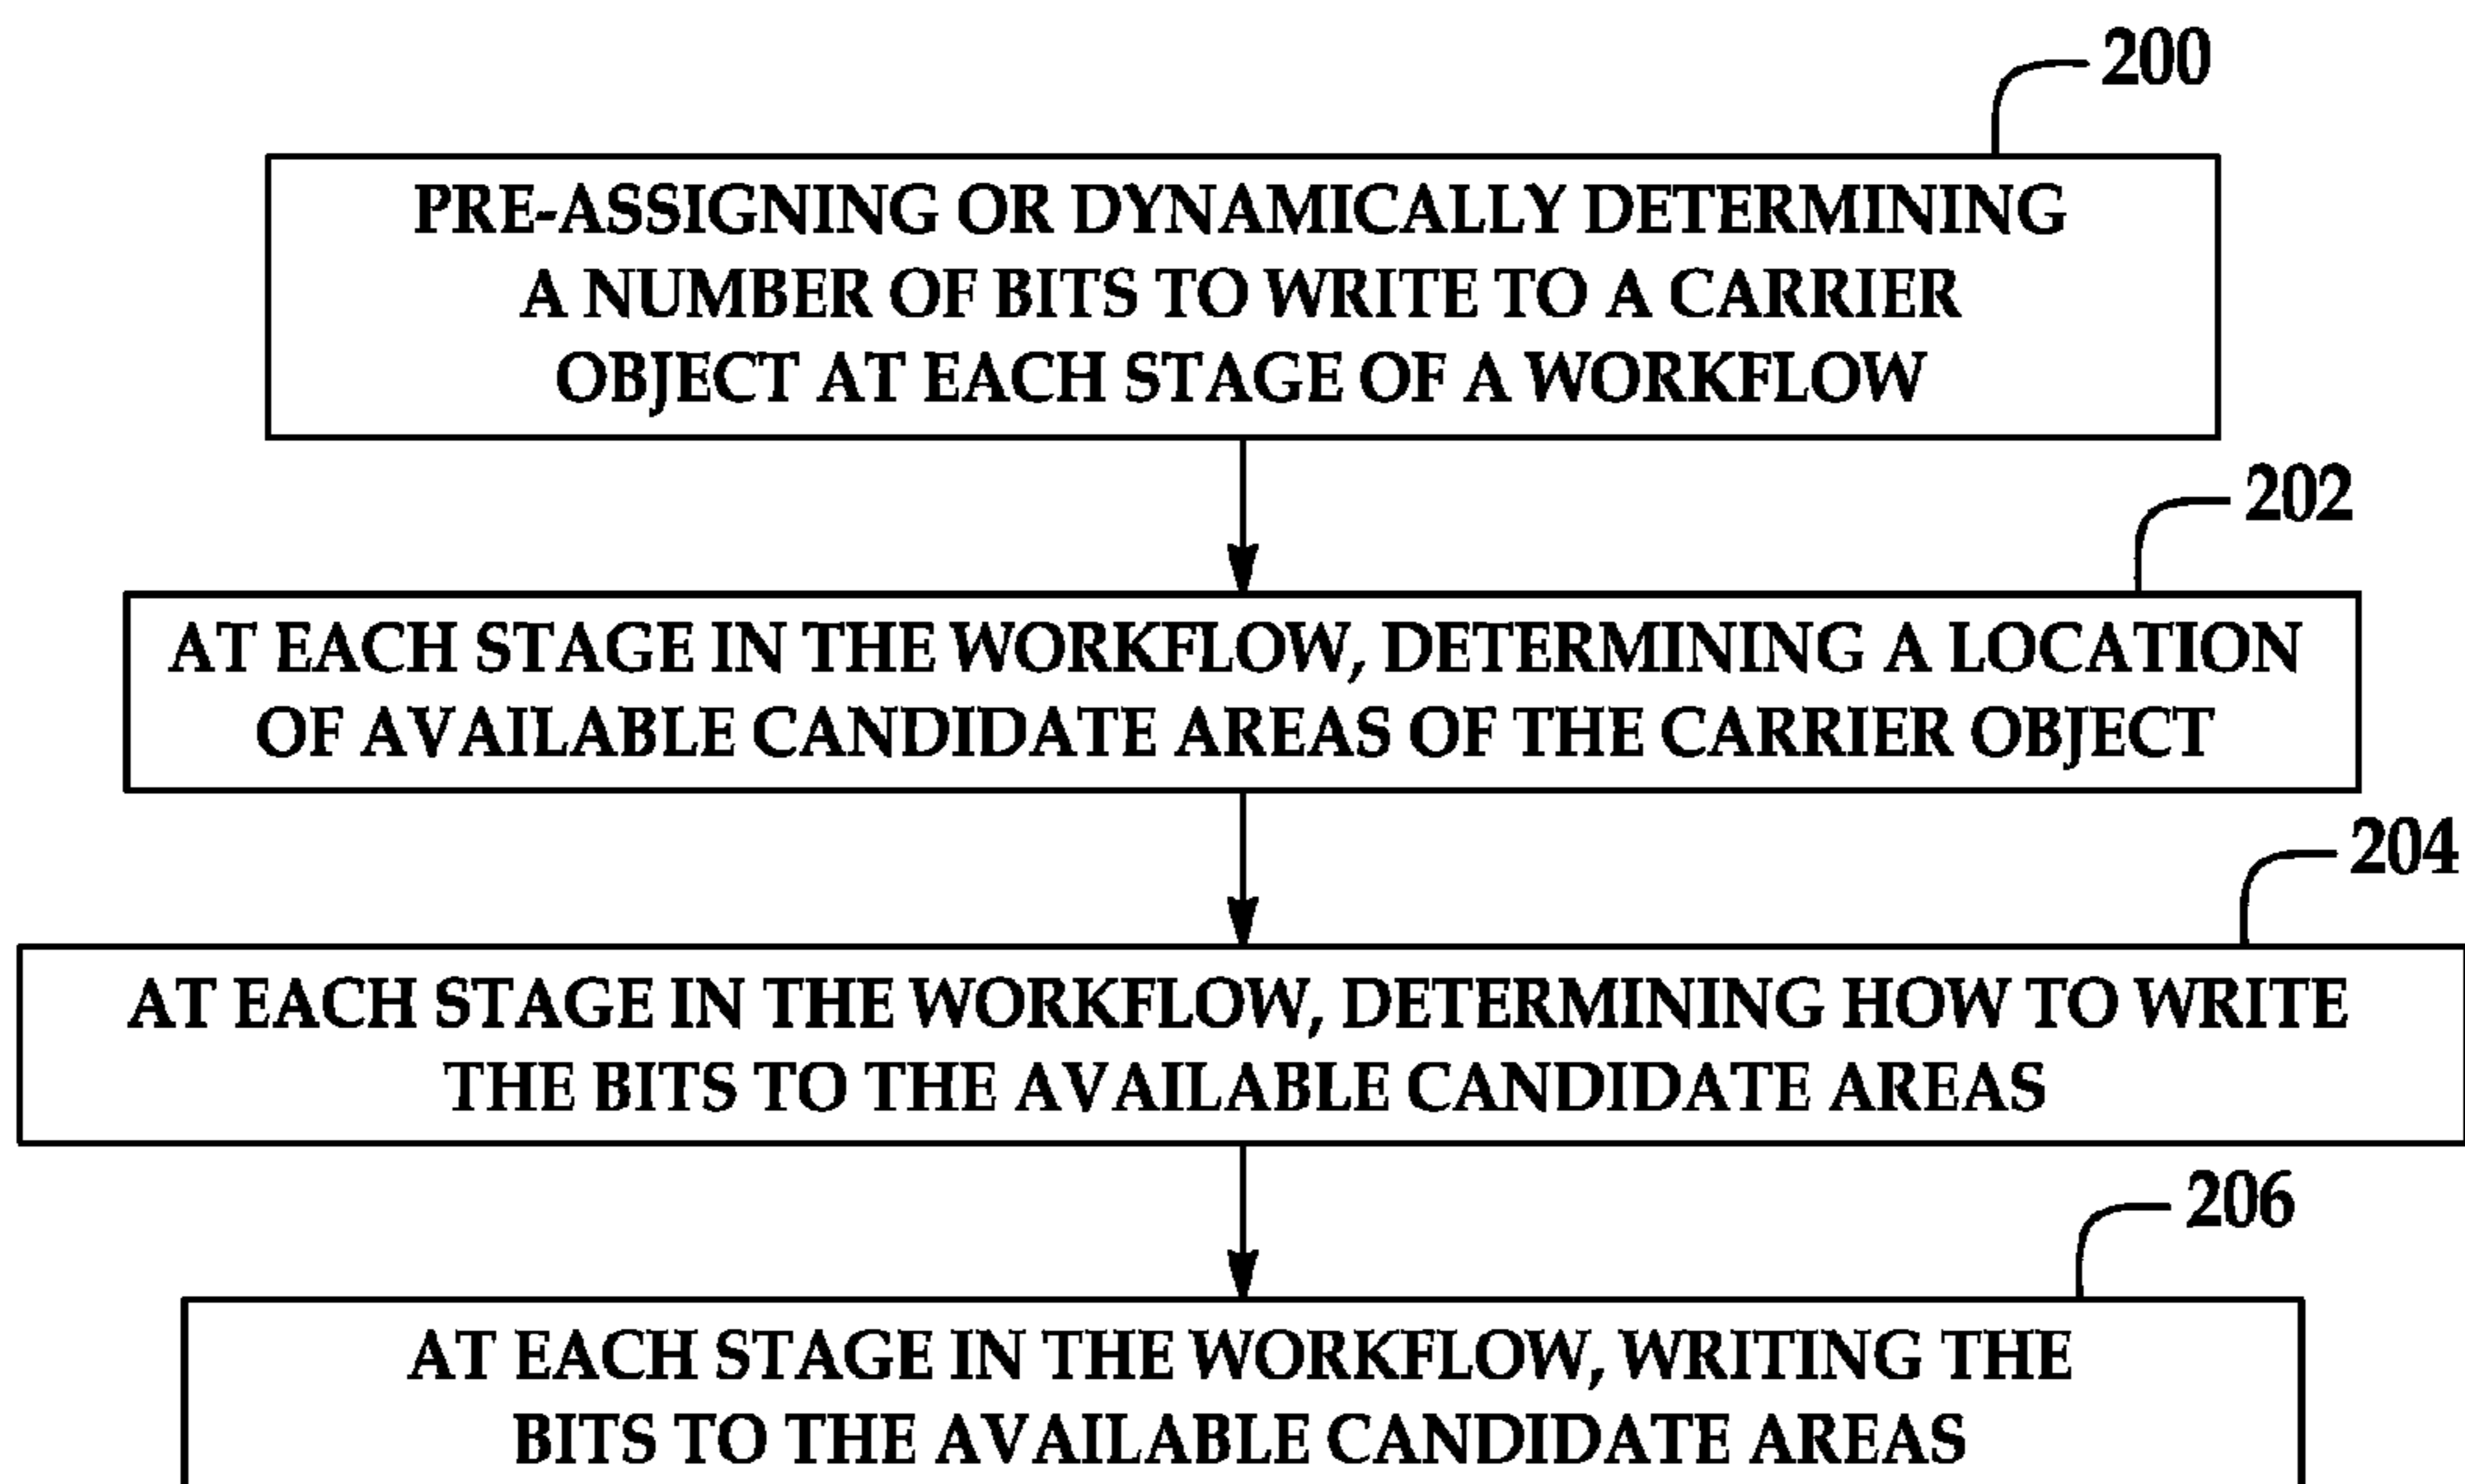 200
PRE-ASSIGNING OR DYNAMICALLY DETERMINING
A NUMBER OF BITS TO WRITE TO A CARRIER
OBJECT AT EACH STAGE OF A WORKFLOW
202
AT EACH STAGE IN THE WORKFLOW, DETERMINING A LOCATION
OF AVAILABLE CANDIDATE AREAS OF THE CARRIER OBJECT
204
AT EACH STAGE IN THE WORKFLOW, DETERMINING HOW TO WRITE
THE BITS TO THE AVAILABLE CANDIDATE AREAS
206
AT EACH STAGE IN THE WORKFLOW, WRITING THE
BITS TO THE AVAILABLE CANDIDATE AREAS